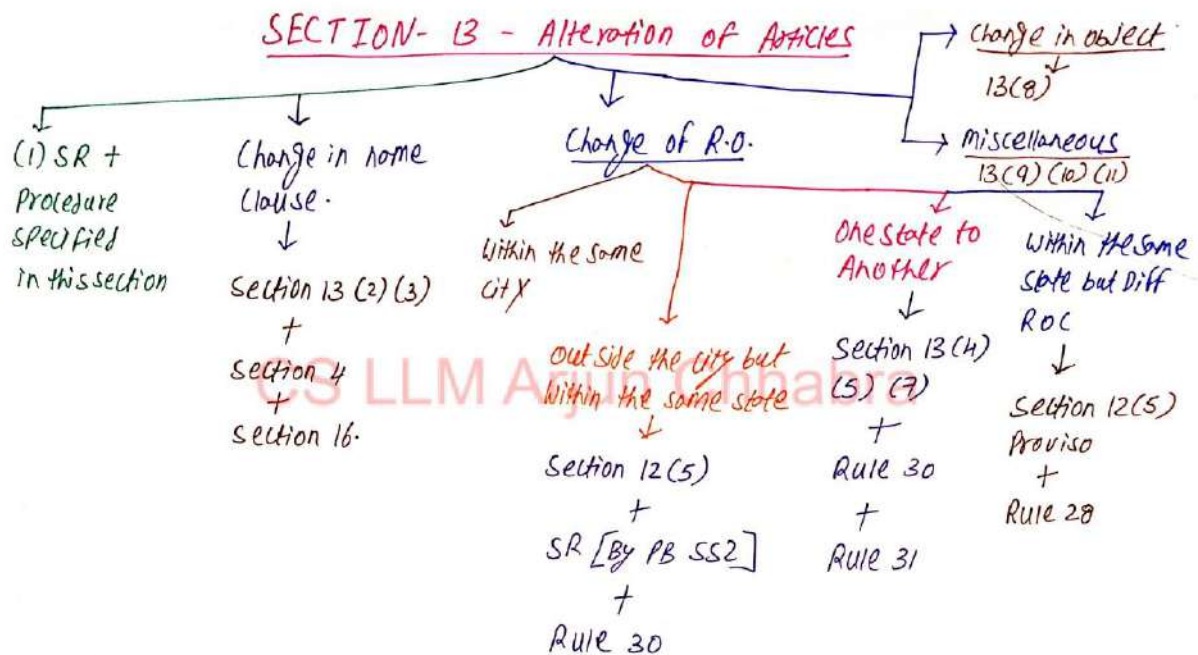 SECTION- 13 - Alteration of Articles
(1) SR +
Procedure
specified
in this section
Change in name
Clause.
Section 13 (2) (3)
+
Section 4
+
Section 16.
Change of R.O.
Within the same
city
Outside the city but
within the same state
Section 12(5)
+
SR [By PB SS2]
+
Rule 30
One state to
Another
Section 13(4)
(5) (7)
+
Rule 30
+
Rule 31
Within the same
state but Diff
ROC
Section 12(5)
Proviso
+
Rule 28
Change in object
13(8)
Miscellaneous
13(9) (10) (11)
CS LLM Arjun Chhabra